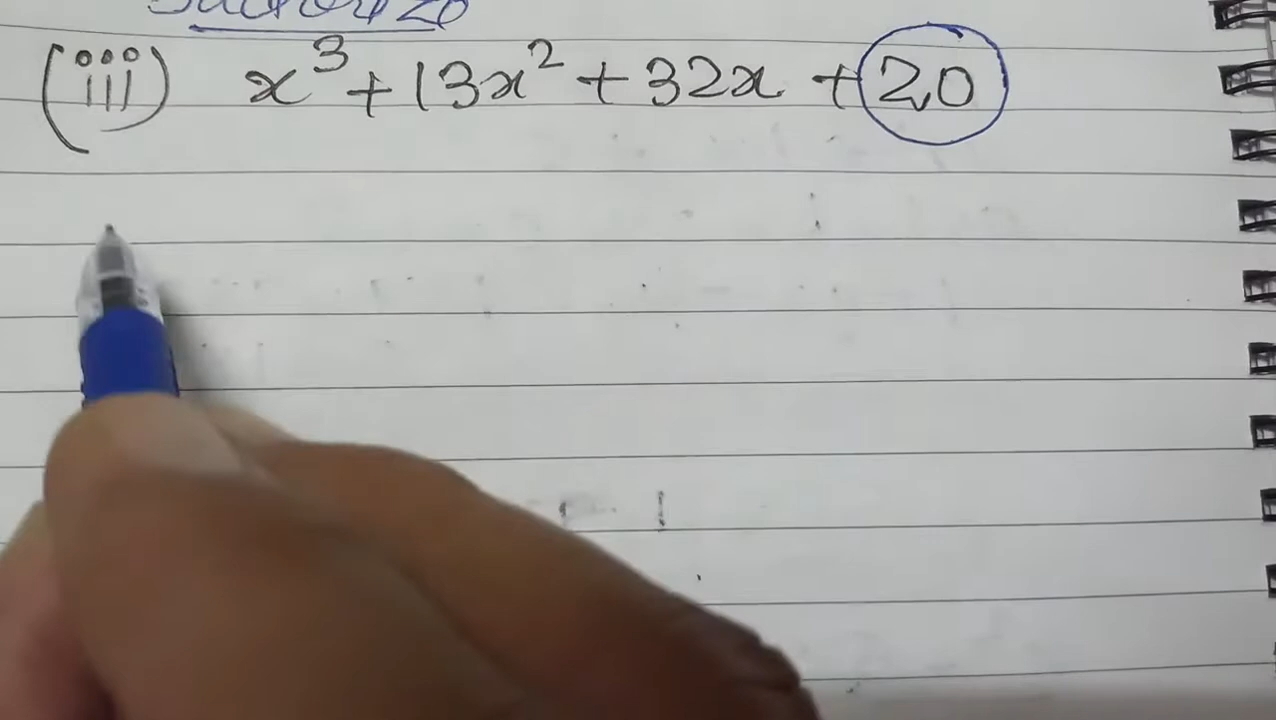 (iii) x³ + 13x² + 32x + 20